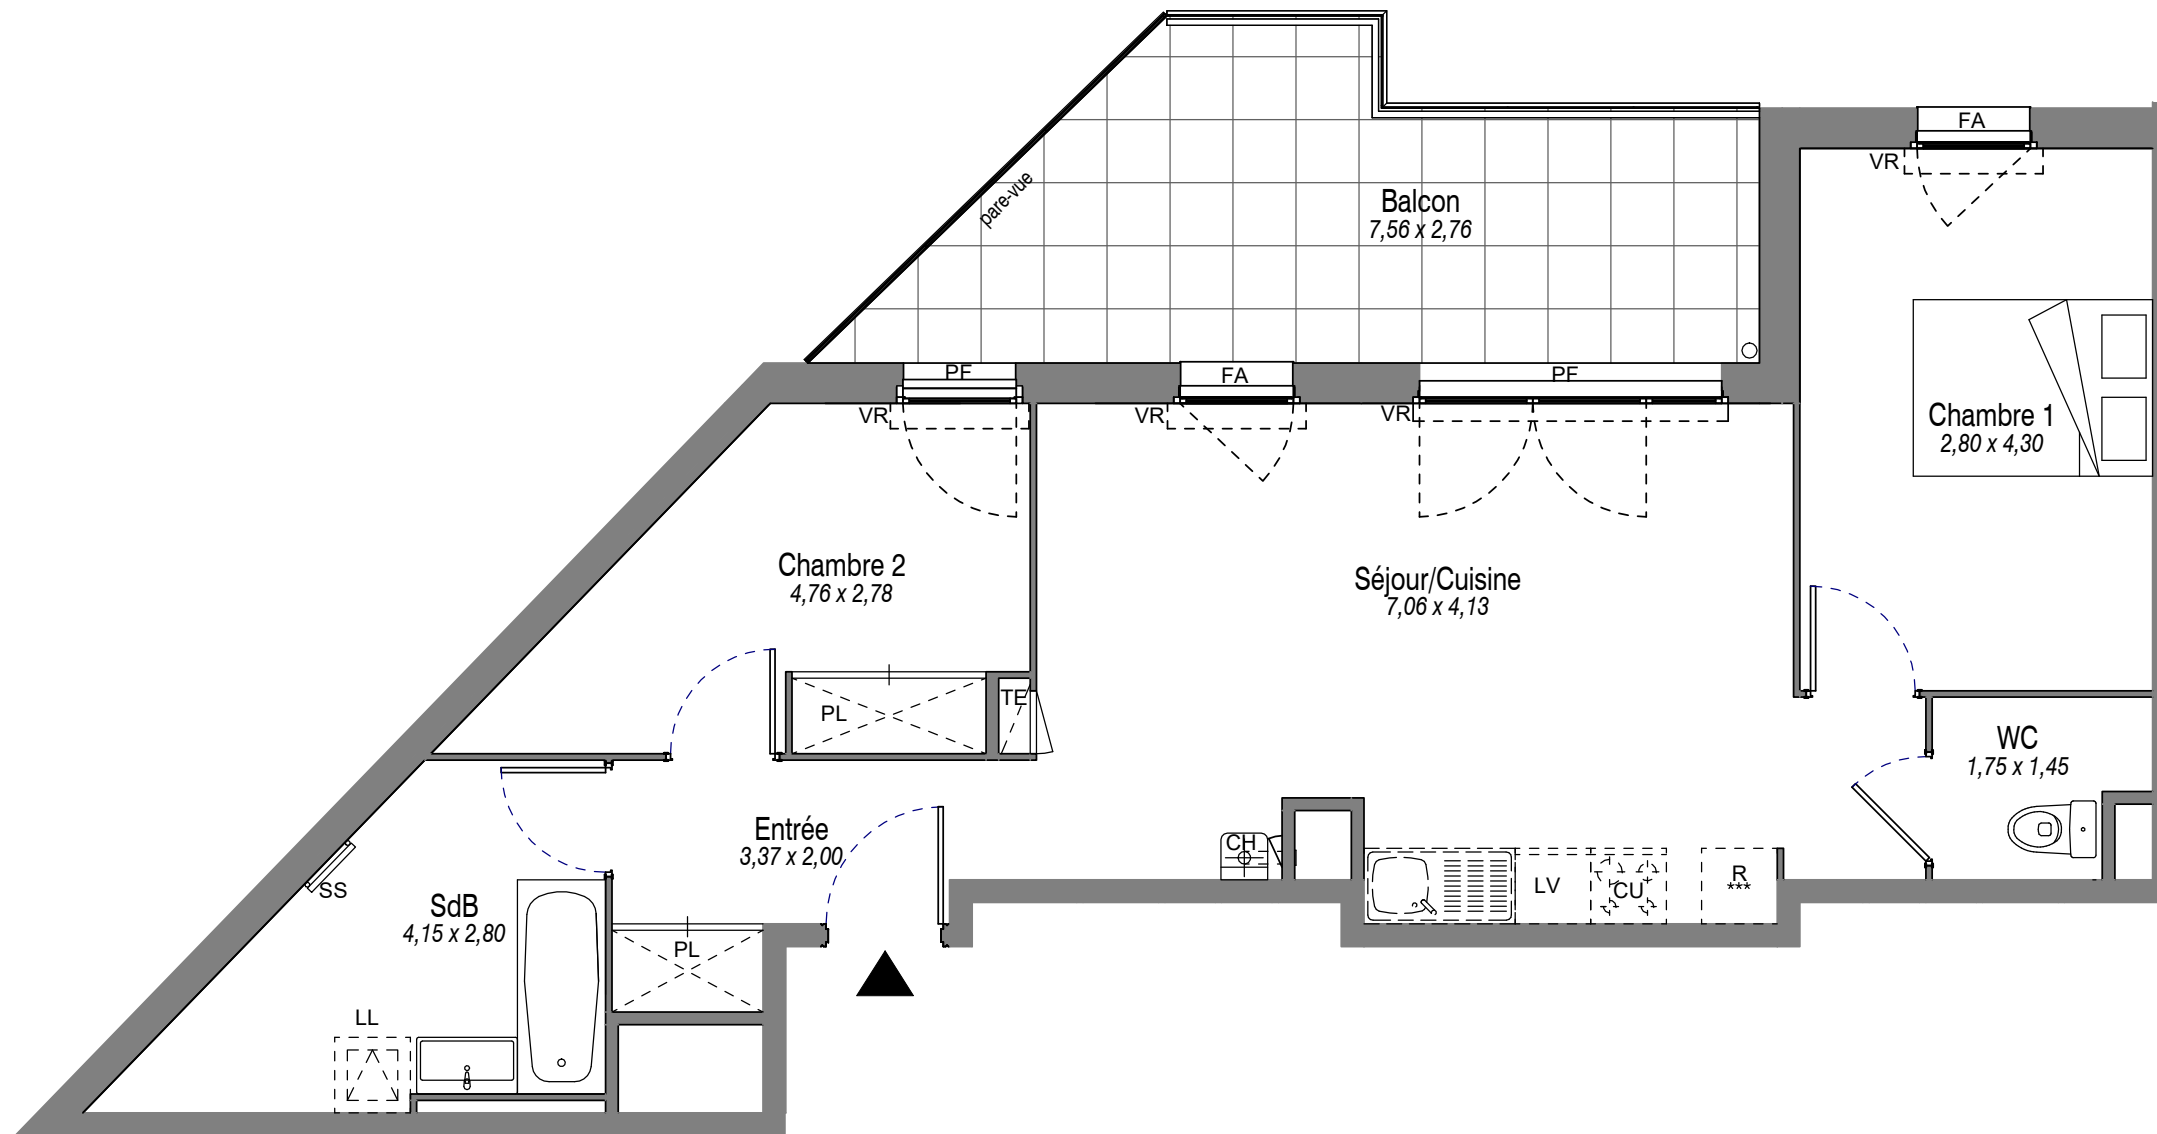 FA
VR
pare-vue
Balcon
7,56 x 2,76
PF
FA
PF
VR
VR
VR
Chambre 1
2,80 x 4,30
Chambre 2
4,76 x 2,78
Séjour/Cuisine
7,06 x 4,13
TE
PL
WC
1,75 x 1,45
Entrée
3,37 x 2,00
CH
SS
LV
CU
R
***
SdB
4,15 x 2,80
PL
LL